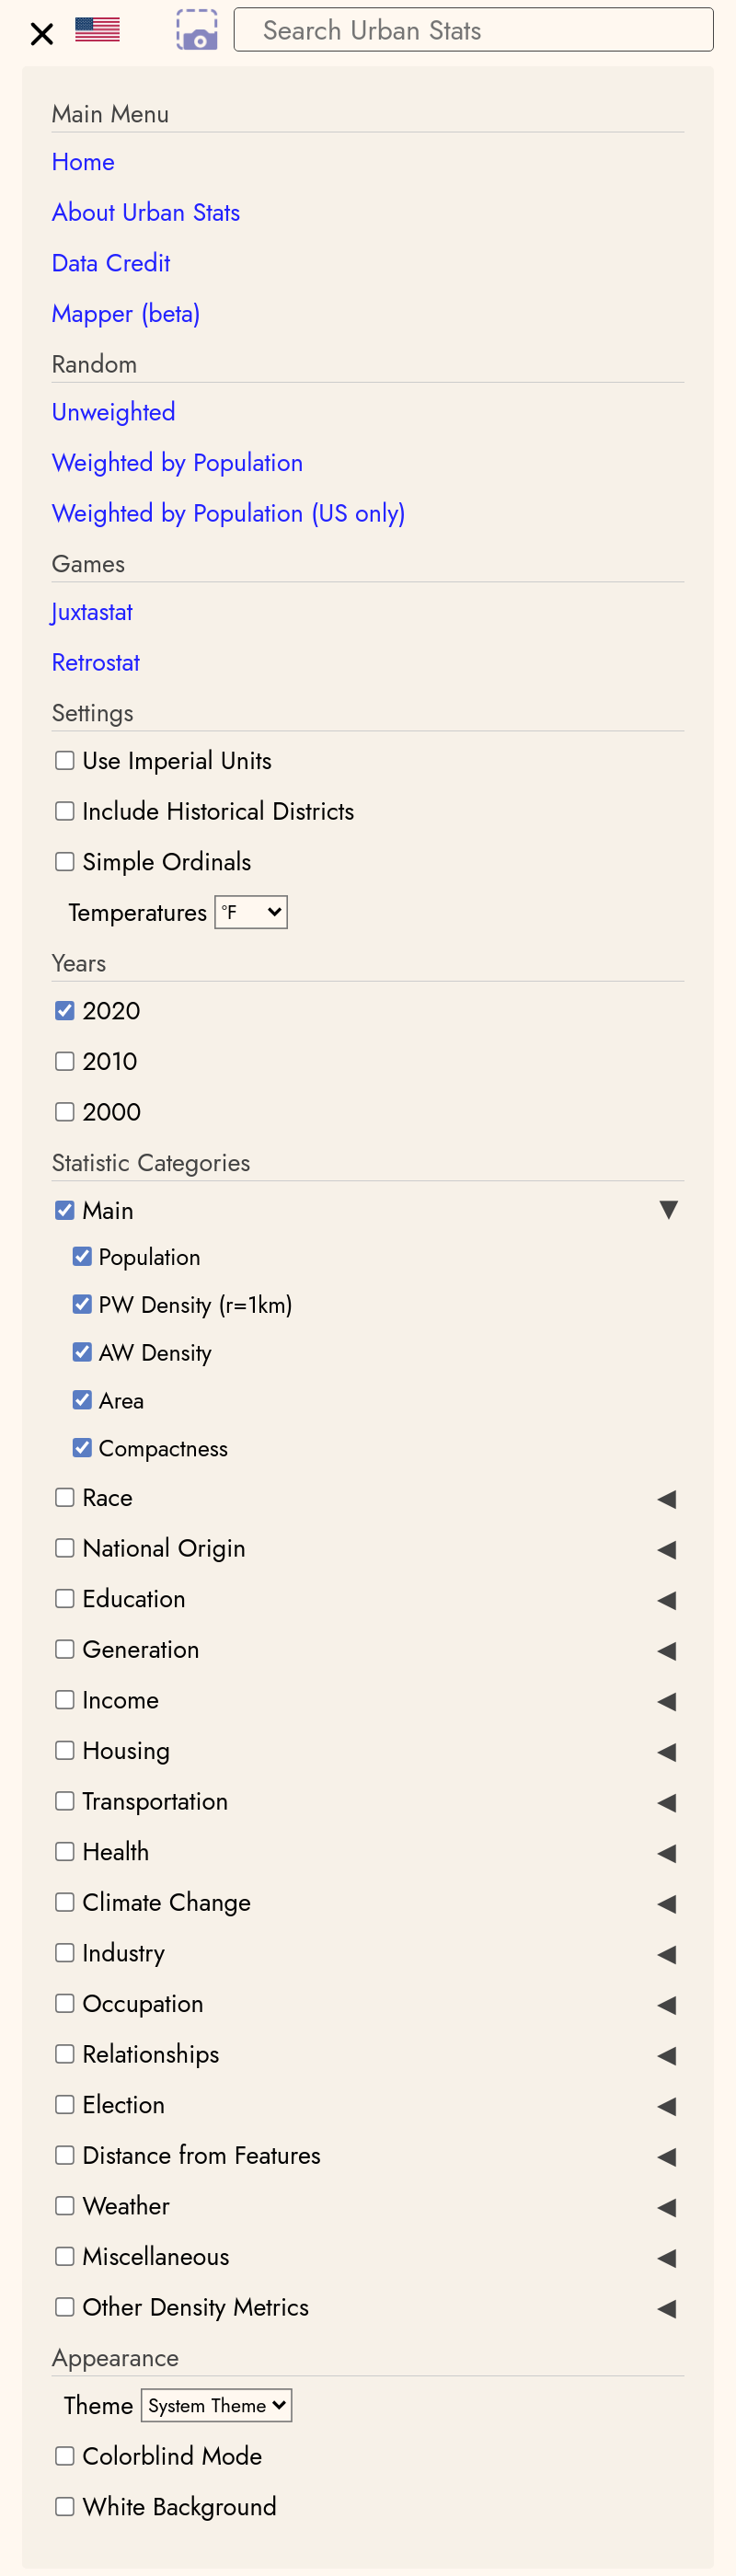 Search Urban Stats
Main Menu
Home
About Urban Stats
Data Credit
Mapper (beta)
Random
Unweighted
Weighted by Population
Weighted by Population (US only)
Games
Juxtastat
Retrostat
Settings
Use Imperial Units
Include Historical Districts
Simple Ordinals
Temperatures °F
Years
2020
2010
2000
Statistic Categories
Main
Population
PW Density (r=1km)
AW Density
Area
Compactness
Race
National Origin
Education
Generation
Income
Housing
Transportation
Health
Climate Change
Industry
Occupation
Relationships
Election
Distance from Features
Weather
Miscellaneous
Other Density Metrics
Appearance
Theme System Theme
Colorblind Mode
White Background